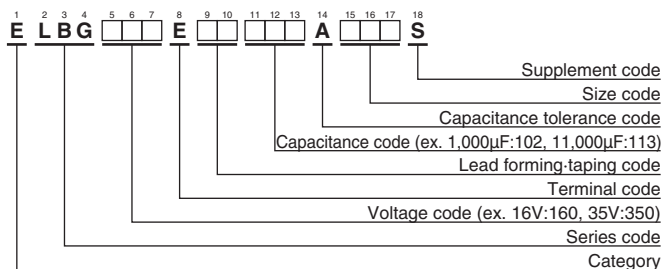 1 2 3 4 5 6 7 8 9 10 11 12 13 14 15 16 17 18
E L B G E A S
Supplement code
Size code
Capacitance tolerance code
Capacitance code (ex. 1,000μF:102, 11,000μF:113)
Lead forming·taping code
Terminal code
Voltage code (ex. 16V:160, 35V:350)
Series code
Category